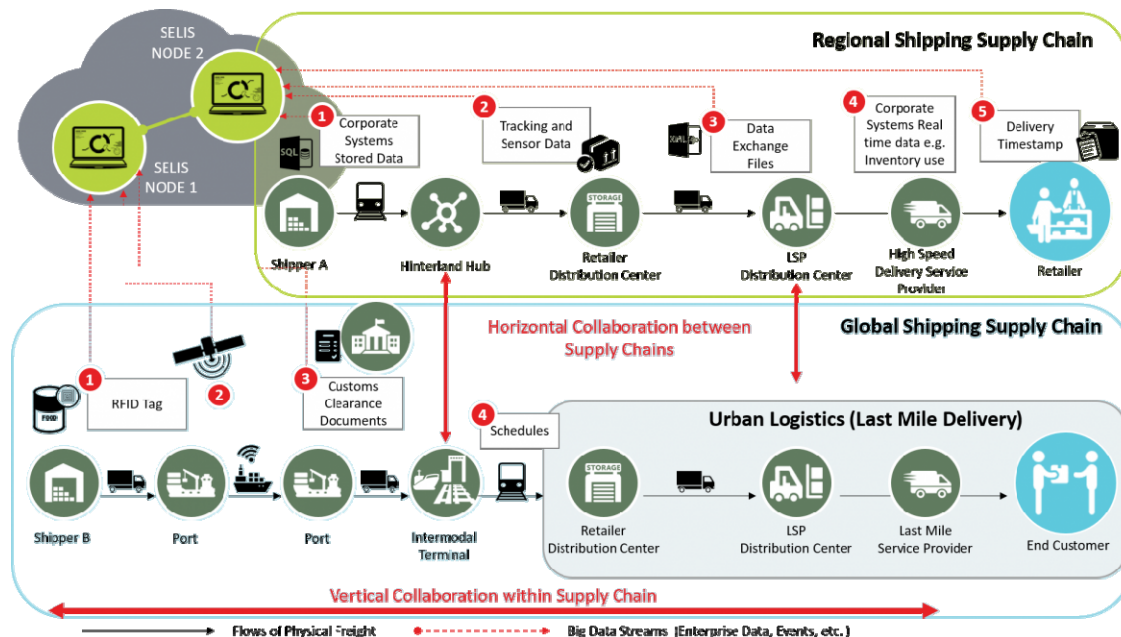 SELIS
NODE 2
Regional Shipping Supply Chain
SELIS
NODE 1
1
Corporate
Systems
Stored Data
SQL
2
Tracking and
Sensor Data
3
Data
Exchange
Files
XML
4
Corporate
Systems Real
time data e.g.
Inventory use
5
Delivery
Timestamp
STORAGE
Shipper A
Hinterland Hub
Retailer
Distribution Center
LSP
Distribution Center
High Speed
Delivery Service
Provider
Retailer
Horizontal Collaboration between
Supply Chains
Global Shipping Supply Chain
1
RFID Tag
FOOD
2
3
Customs
Clearance
Documents
4
Schedules
Urban Logistics (Last Mile Delivery)
STORAGE
Shipper B
Port
Port
Intermodal
Terminal
Retailer
Distribution Center
LSP
Distribution Center
Last Mile
Service Provider
End Customer
Vertical Collaboration within Supply Chain
Flows of Physical Freight
Big Data Streams (Enterprise Data, Events, etc.)